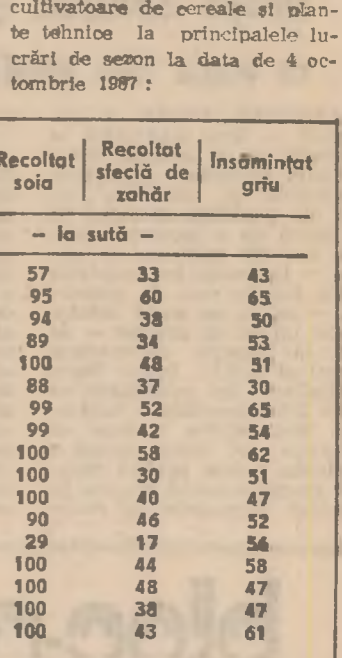 cultivatoare de cereale și plan-
te tehnice la principalele lu-
crări de sezon la data de 4 oc-
tombrie 1987 :
Recoltat soia | Recoltat sfeclă de zahăr | Însămînțat grîu
— la sută —
57 33 43
95 60 65
94 38 50
89 34 53
100 48 51
88 37 30
99 52 65
99 42 54
100 58 62
100 30 51
100 40 47
90 46 52
29 17 56
100 44 58
100 48 47
100 38 47
100 43 61